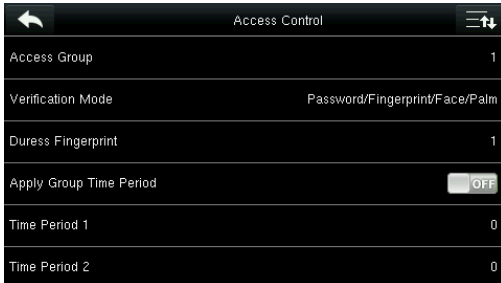 Access Control
Access Group 1
Verification Mode Password/Fingerprint/Face/Palm
Duress Fingerprint 1
Apply Group Time Period OFF
Time Period 1 0
Time Period 2 0